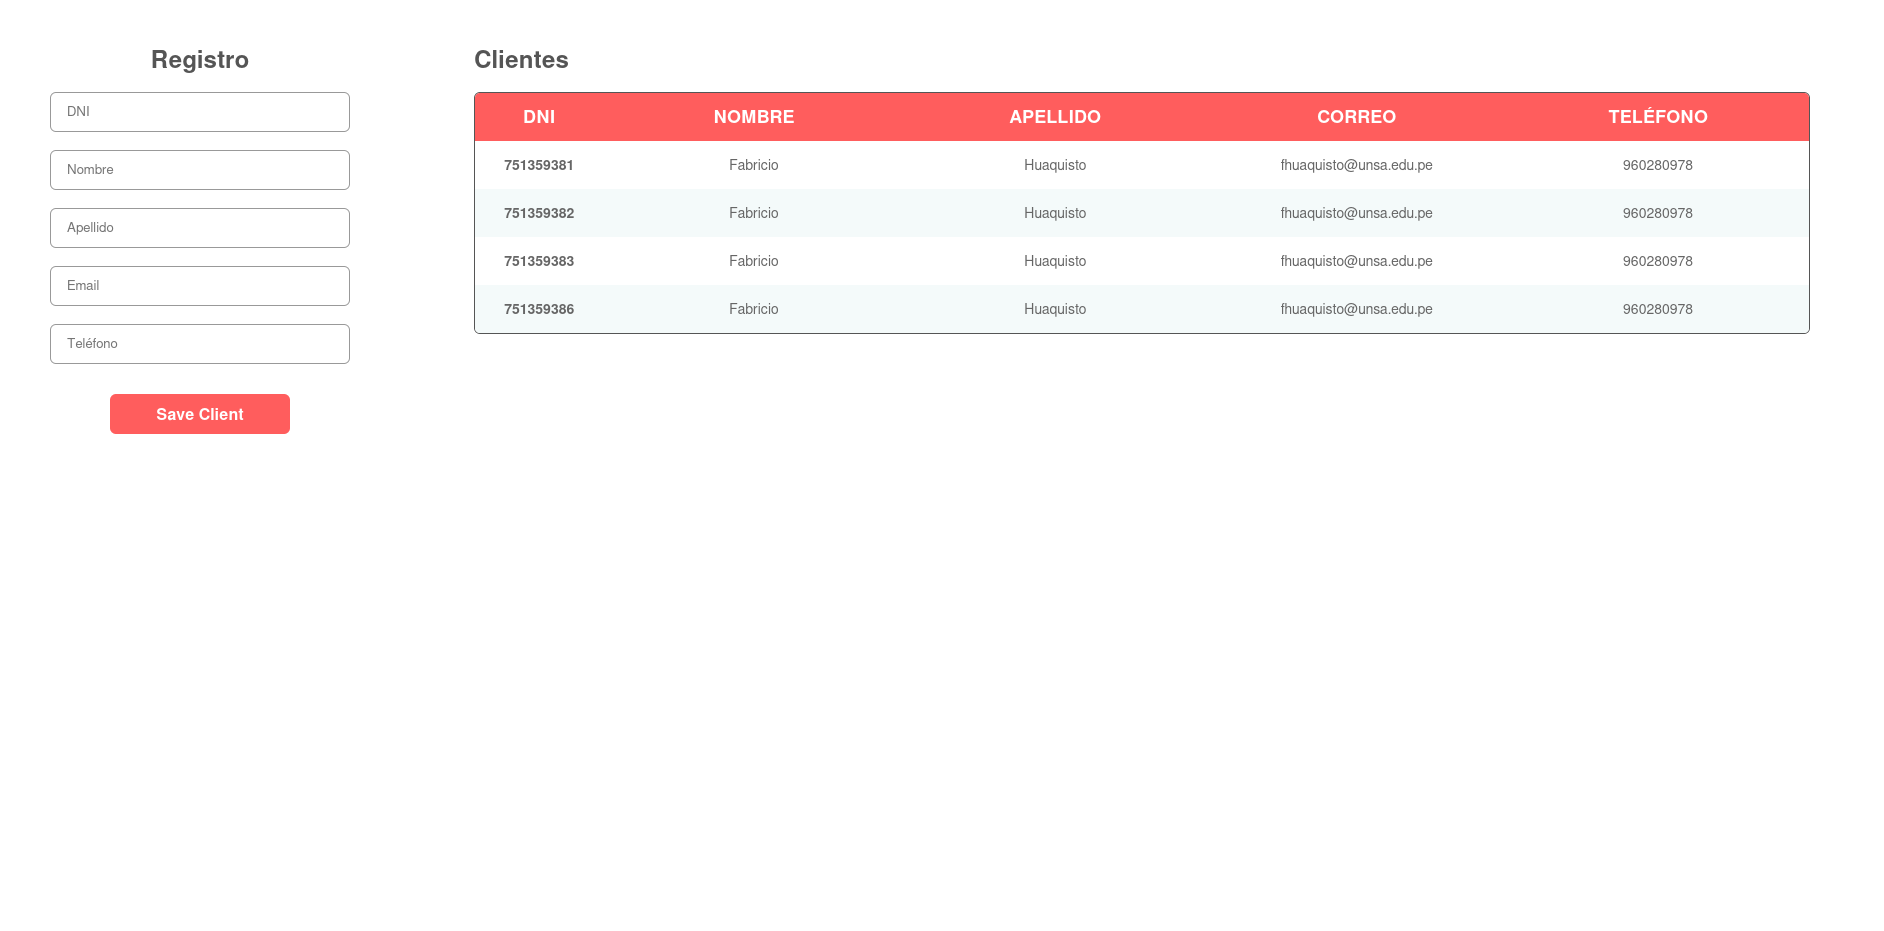 Registro
DNI
Nombre
Apellido
Email
Teléfono
Save Client
Clientes
DNI NOMBRE APELLIDO CORREO TELÉFONO
751359381 Fabricio Huaquisto fhuaquisto@unsa.edu.pe 960280978
751359382 Fabricio Huaquisto fhuaquisto@unsa.edu.pe 960280978
751359383 Fabricio Huaquisto fhuaquisto@unsa.edu.pe 960280978
751359386 Fabricio Huaquisto fhuaquisto@unsa.edu.pe 960280978